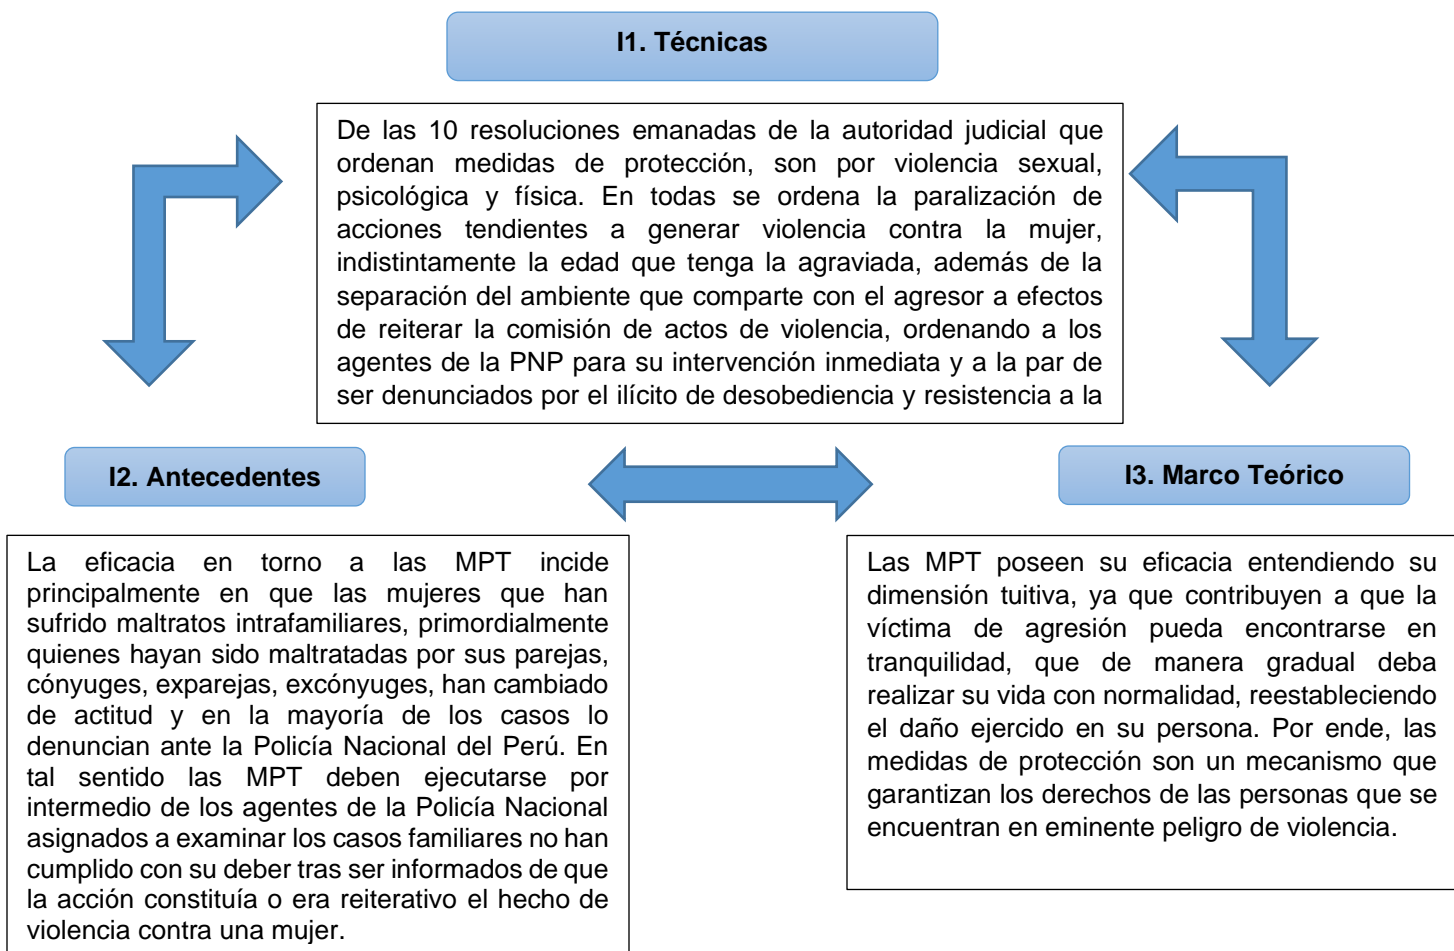 I1. Técnicas
De las 10 resoluciones emanadas de la autoridad judicial que
ordenan medidas de protección, son por violencia sexual,
psicológica y física. En todas se ordena la paralización de
acciones tendientes a generar violencia contra la mujer,
indistintamente la edad que tenga la agraviada, además de la
separación del ambiente que comparte con el agresor a efectos
de reiterar la comisión de actos de violencia, ordenando a los
agentes de la PNP para su intervención inmediata y a la par de
ser denunciados por el ilícito de desobediencia y resistencia a la
I2. Antecedentes
La eficacia en torno a las MPT incide
principalmente en que las mujeres que han
sufrido maltratos intrafamiliares, primordialmente
quienes hayan sido maltratadas por sus parejas,
cónyuges, exparejas, excónyuges, han cambiado
de actitud y en la mayoría de los casos lo
denuncian ante la Policía Nacional del Perú. En
tal sentido las MPT deben ejecutarse por
intermedio de los agentes de la Policía Nacional
asignados a examinar los casos familiares no han
cumplido con su deber tras ser informados de que
la acción constituía o era reiterativo el hecho de
violencia contra una mujer.
I3. Marco Teórico
Las MPT poseen su eficacia entendiendo su
dimensión tuitiva, ya que contribuyen a que la
víctima de agresión pueda encontrarse en
tranquilidad, que de manera gradual deba
realizar su vida con normalidad, reestableciendo
el daño ejercido en su persona. Por ende, las
medidas de protección son un mecanismo que
garantizan los derechos de las personas que se
encuentran en eminente peligro de violencia.